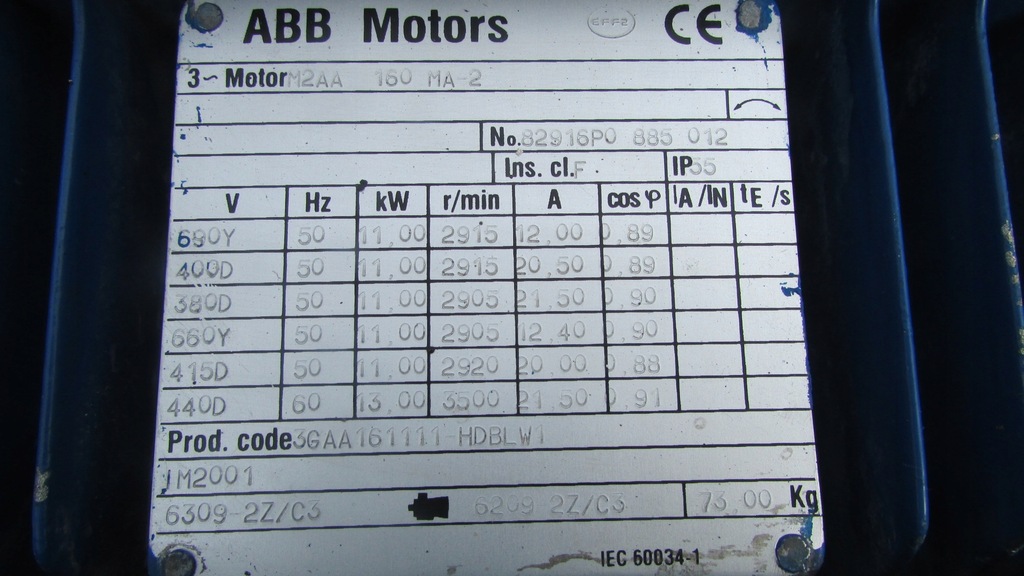 ABB Motors EFF2 CE
3~ Motor M2AA 160 MA-2
No. 82916P0 885 012
Ins. cl. F IP 55
V Hz kW r/min A cos φ IA/IN tE/s
690Y 50 11,00 2915 12,00 0,89
400D 50 11,00 2915 20,50 0,89
380D 50 11,00 2905 21,50 0,90
660Y 50 11,00 2905 12,40 0,90
415D 50 11,00 2920 20,00 0,88
440D 60 13,00 3500 21,50 0,91
Prod. code 3GAA161111-HDBLW1
IM2001
6309 2Z/C3 6209 2Z/C3 73,00 Kg
IEC 60034-1